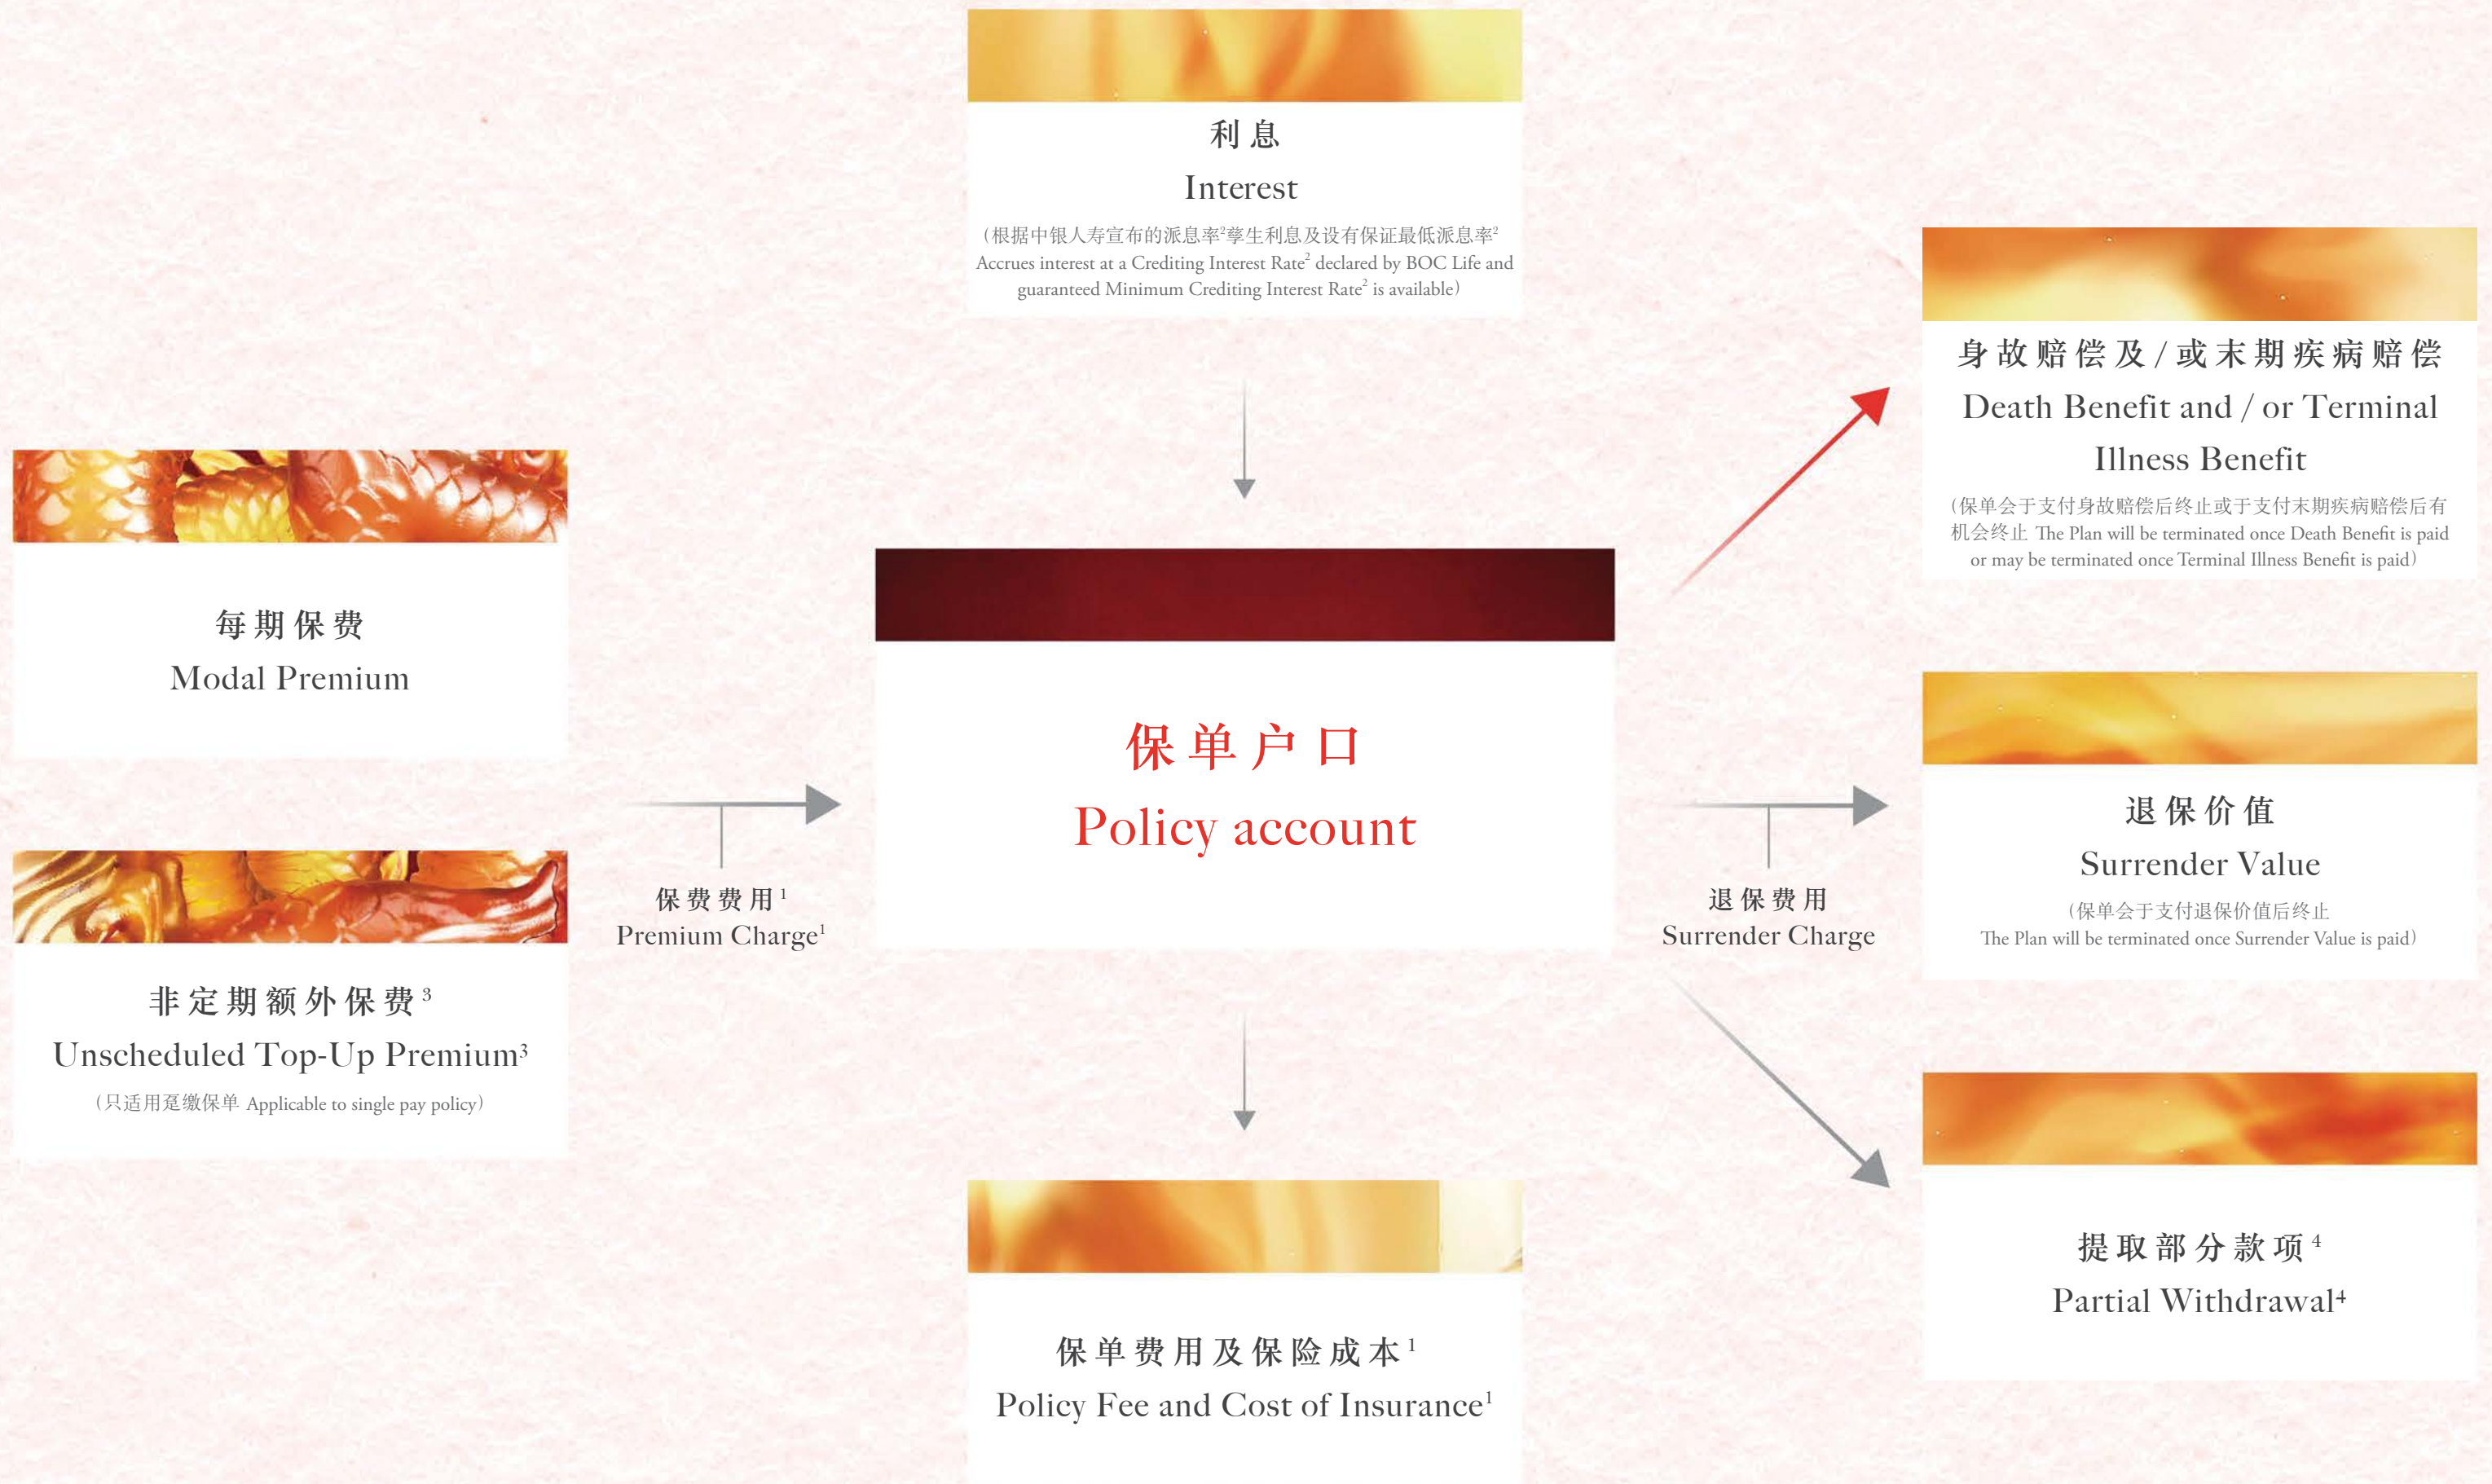 利息
Interest
（根据中银人寿宣布的派息率²孳生利息及设有保证最低派息率²
Accrues interest at a Crediting Interest Rate² declared by BOC Life and
guaranteed Minimum Crediting Interest Rate² is available）
每期保费
Modal Premium
非定期额外保费³
Unscheduled Top-Up Premium³
（只适用趸缴保单 Applicable to single pay policy）
保费费用¹
Premium Charge¹
保单户口
Policy account
保单费用及保险成本¹
Policy Fee and Cost of Insurance¹
退保费用
Surrender Charge
身故赔偿及/或末期疾病赔偿
Death Benefit and / or Terminal
Illness Benefit
（保单会于支付身故赔偿后终止或于支付末期疾病赔偿后有
机会终止 The Plan will be terminated once Death Benefit is paid
or may be terminated once Terminal Illness Benefit is paid）
退保价值
Surrender Value
（保单会于支付退保价值后终止
The Plan will be terminated once Surrender Value is paid）
提取部分款项⁴
Partial Withdrawal⁴